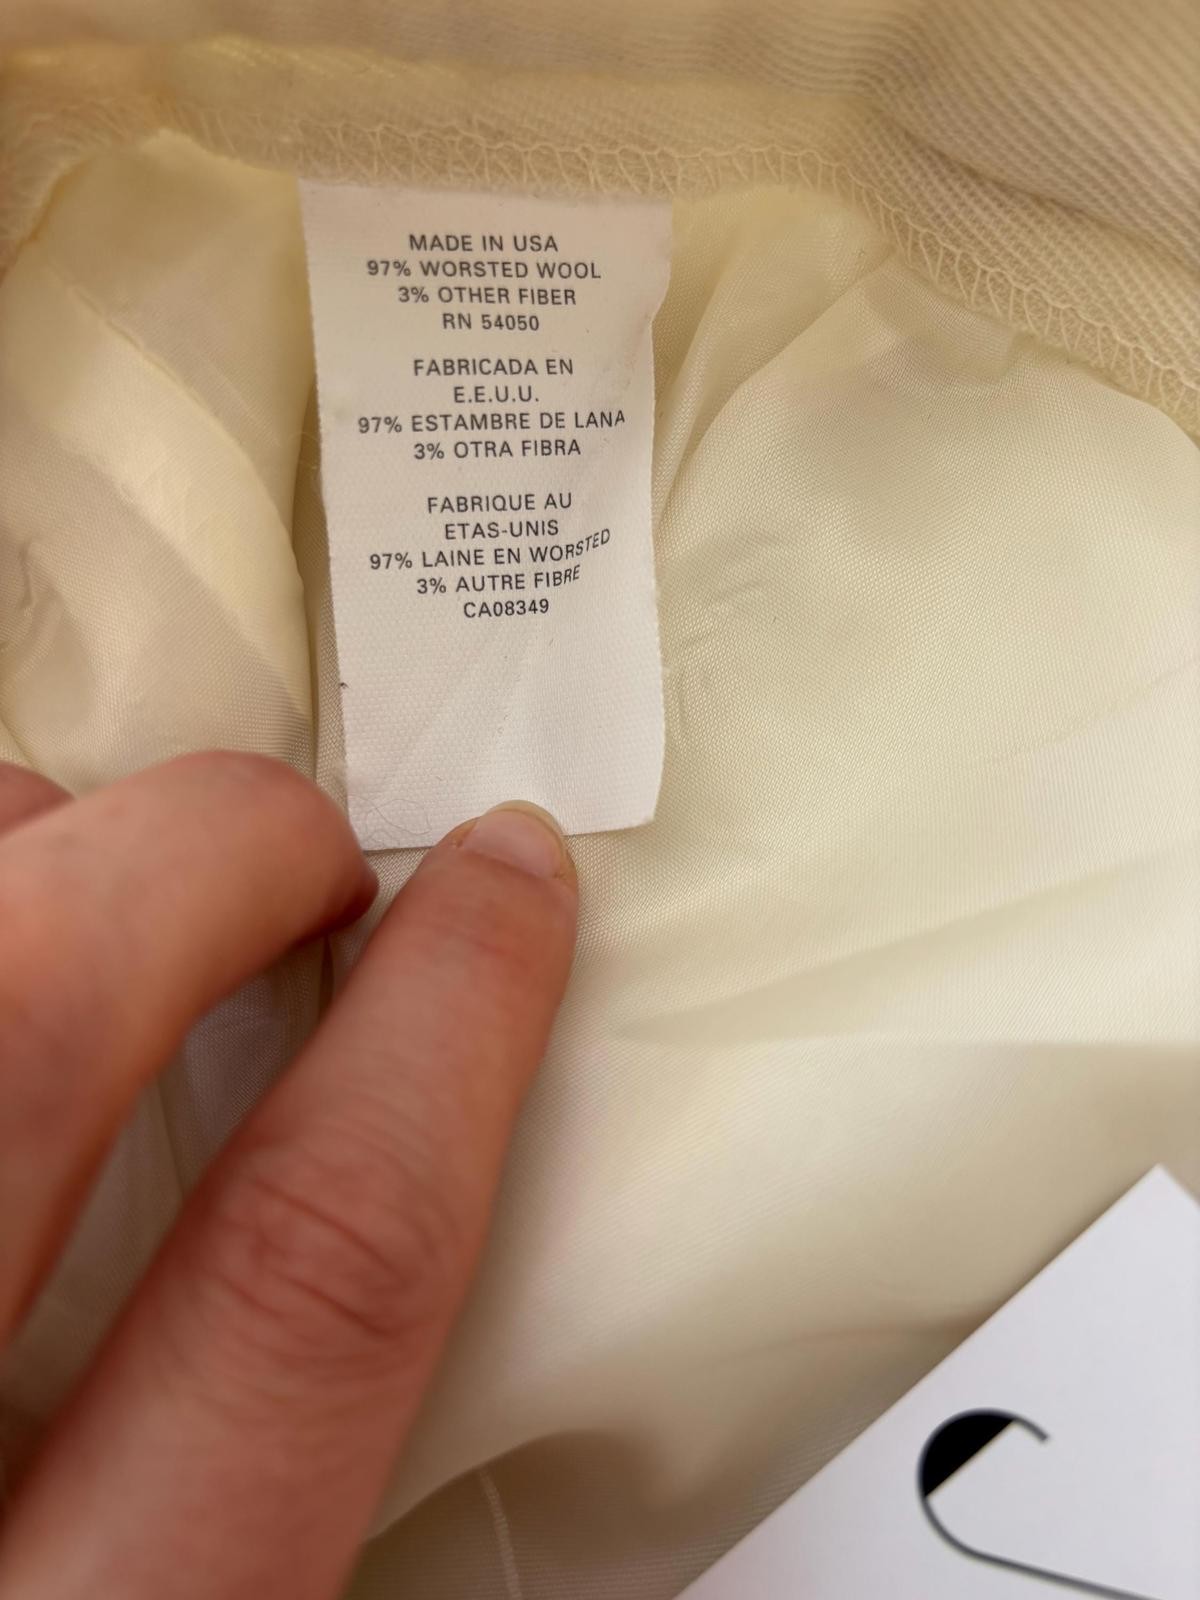 MADE IN USA
97% WORSTED WOOL
3% OTHER FIBER
RN 54050
FABRICADA EN
E.E.U.U.
97% ESTAMBRE DE LANA
3% OTRA FIBRA
FABRIQUE AU
ETAS-UNIS
97% LAINE EN WORSTED
3% AUTRE FIBRE
CA08349